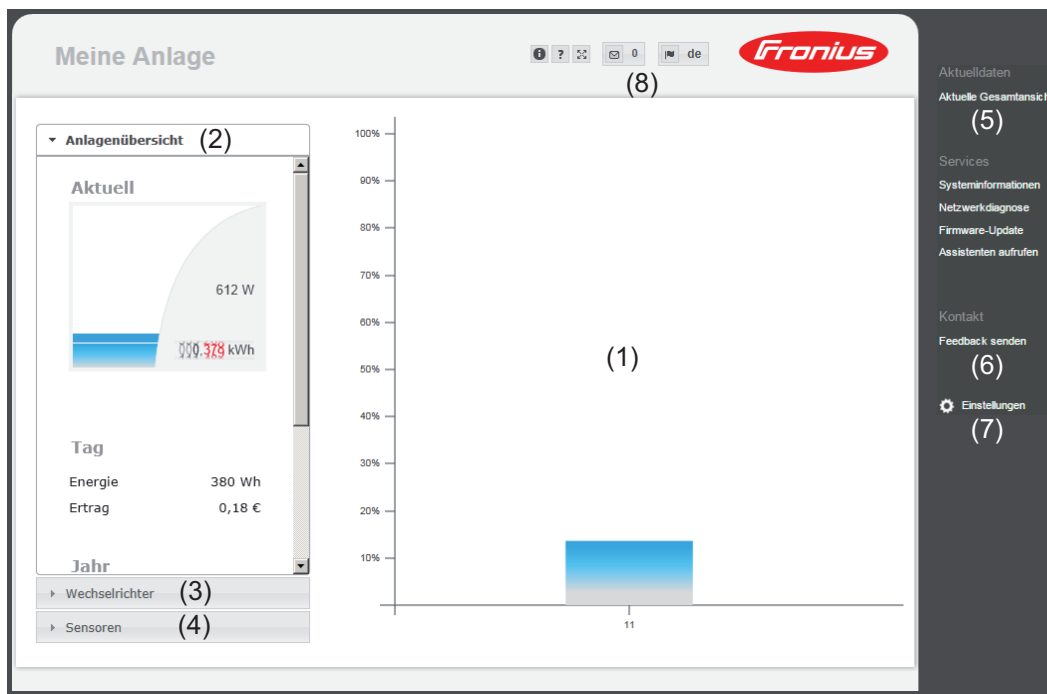 Meine Anlage
i ? 0 de
(8)
Fronius
Anlagenübersicht (2)
Aktuell
612 W
000.379 kWh
Tag
Energie 380 Wh
Ertrag 0,18 €
Jahr
Wechselrichter (3)
Sensoren (4)
100%
90%
80%
70%
60%
50%
40%
30%
20%
10%
(1)
11
Aktuelldaten
Aktuelle Gesamtansich
(5)
Services
Systeminformationen
Netzwerkdiagnose
Firmware-Update
Assistenten aufrufen
Kontakt
Feedback senden
(6)
Einstellungen
(7)